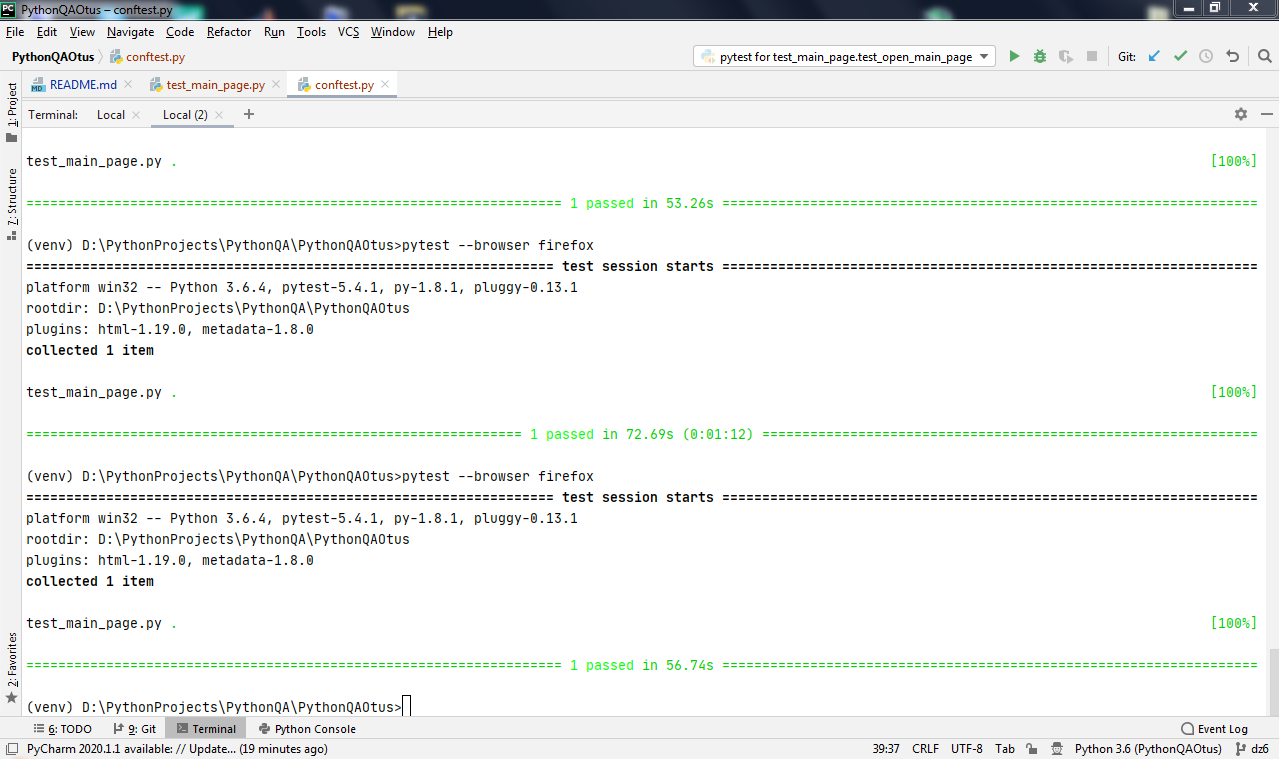 PC PythonQAOtus – conftest.py
File Edit View Navigate Code Refactor Run Tools VCS Window Help
PythonQAOtus conftest.py pytest for test_main_page.test_open_main_page Git:
README.md test_main_page.py conftest.py
1: Project
7: Structure
2: Favorites
Terminal: Local Local (2) +
test_main_page.py . [100%]
=================================================================== 1 passed in 53.26s ===================================================================
(venv) D:\PythonProjects\PythonQA\PythonQAOtus>pytest --browser firefox
================================================================== test session starts ===================================================================
platform win32 -- Python 3.6.4, pytest-5.4.1, py-1.8.1, pluggy-0.13.1
rootdir: D:\PythonProjects\PythonQA\PythonQAOtus
plugins: html-1.19.0, metadata-1.8.0
collected 1 item
test_main_page.py . [100%]
============================================================== 1 passed in 72.69s (0:01:12) ==============================================================
(venv) D:\PythonProjects\PythonQA\PythonQAOtus>pytest --browser firefox
================================================================== test session starts ===================================================================
platform win32 -- Python 3.6.4, pytest-5.4.1, py-1.8.1, pluggy-0.13.1
rootdir: D:\PythonProjects\PythonQA\PythonQAOtus
plugins: html-1.19.0, metadata-1.8.0
collected 1 item
test_main_page.py . [100%]
=================================================================== 1 passed in 56.74s ===================================================================
(venv) D:\PythonProjects\PythonQA\PythonQAOtus>
6: TODO 9: Git Terminal Python Console Event Log
PyCharm 2020.1.1 available: // Update... (19 minutes ago) 39:37 CRLF UTF-8 Tab Python 3.6 (PythonQAOtus) dz6